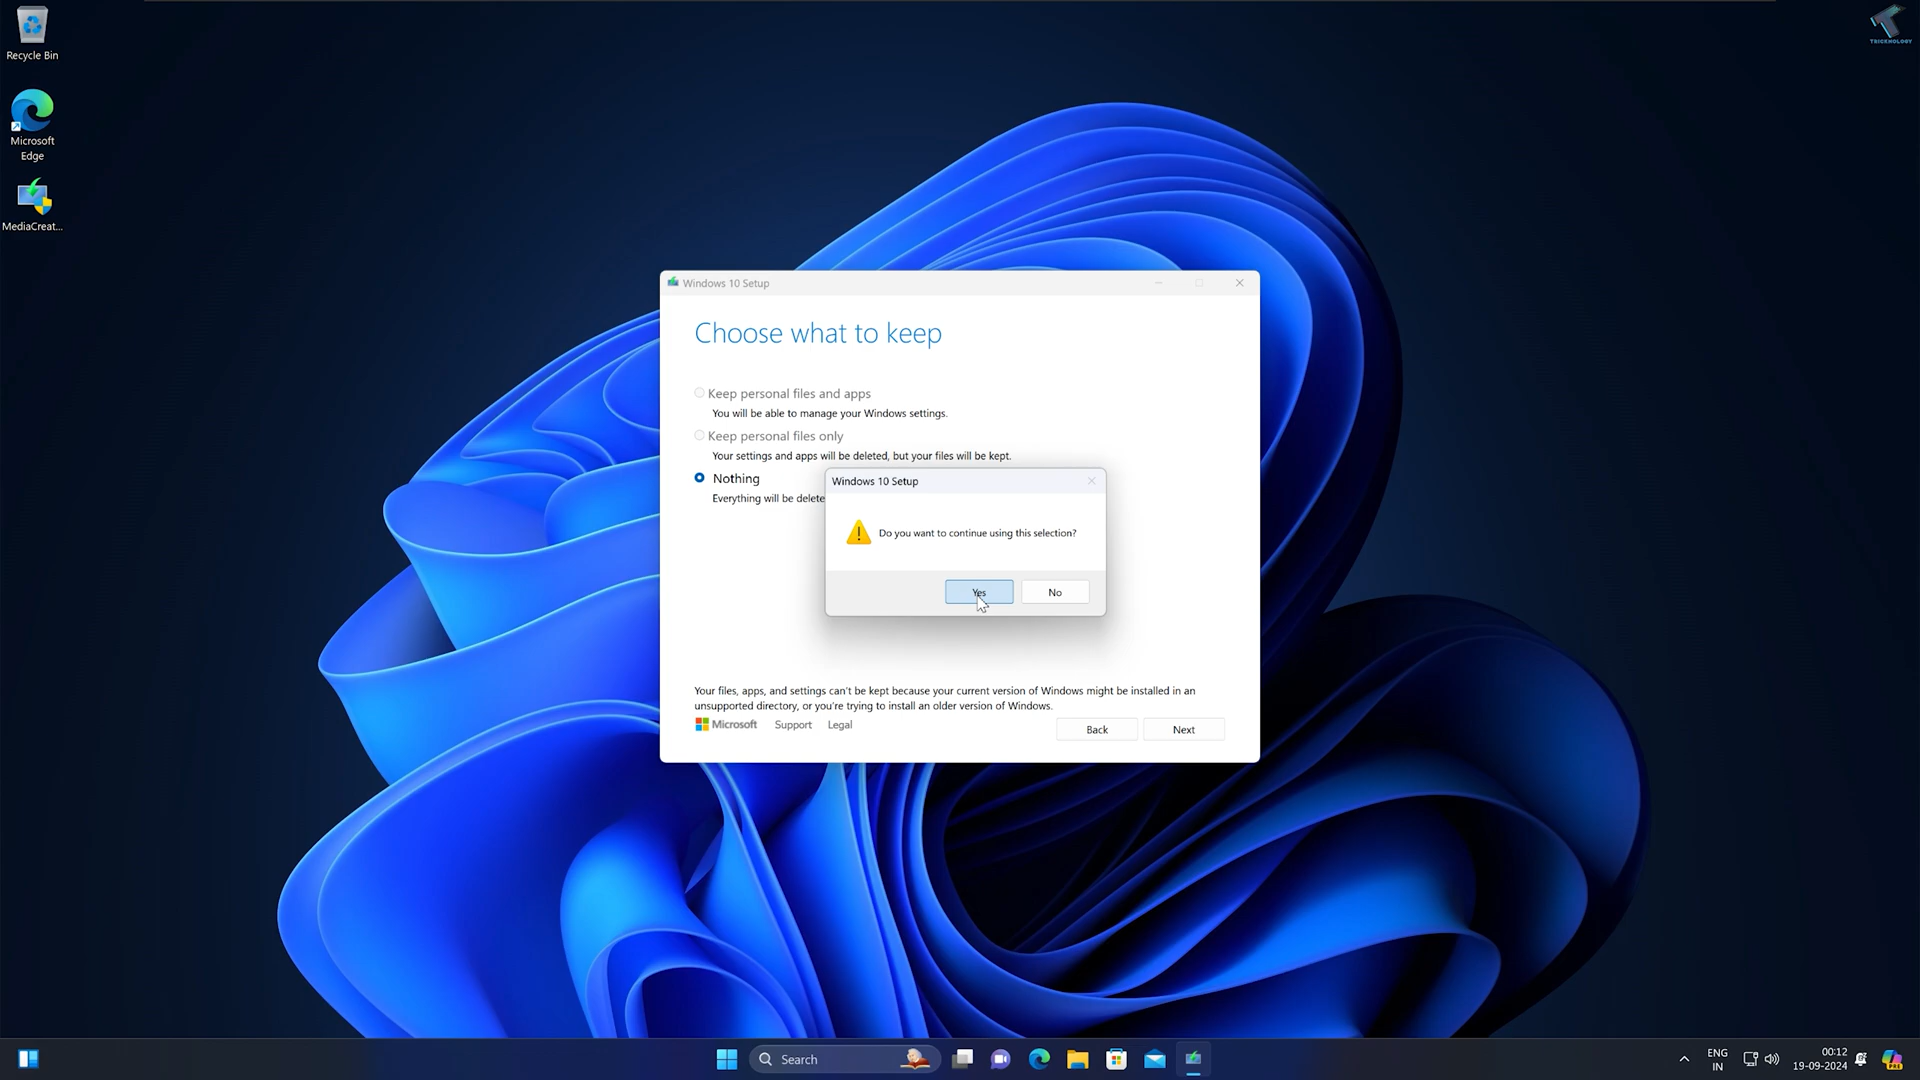 Recycle Bin
Microsoft
Edge
MediaCreat...
TRICKNOLOGY
Windows 10 Setup
Choose what to keep
Keep personal files and apps
You will be able to manage your Windows settings.
Keep personal files only
Your settings and apps will be deleted, but your files will be kept.
Nothing
Everything will be delete
Windows 10 Setup
Do you want to continue using this selection?
Yes
No
Your files, apps, and settings can't be kept because your current version of Windows might be installed in an
unsupported directory, or you're trying to install an older version of Windows.
Microsoft Support Legal
Back
Next
Search
ENG
IN
00:12
19-09-2024
PRE